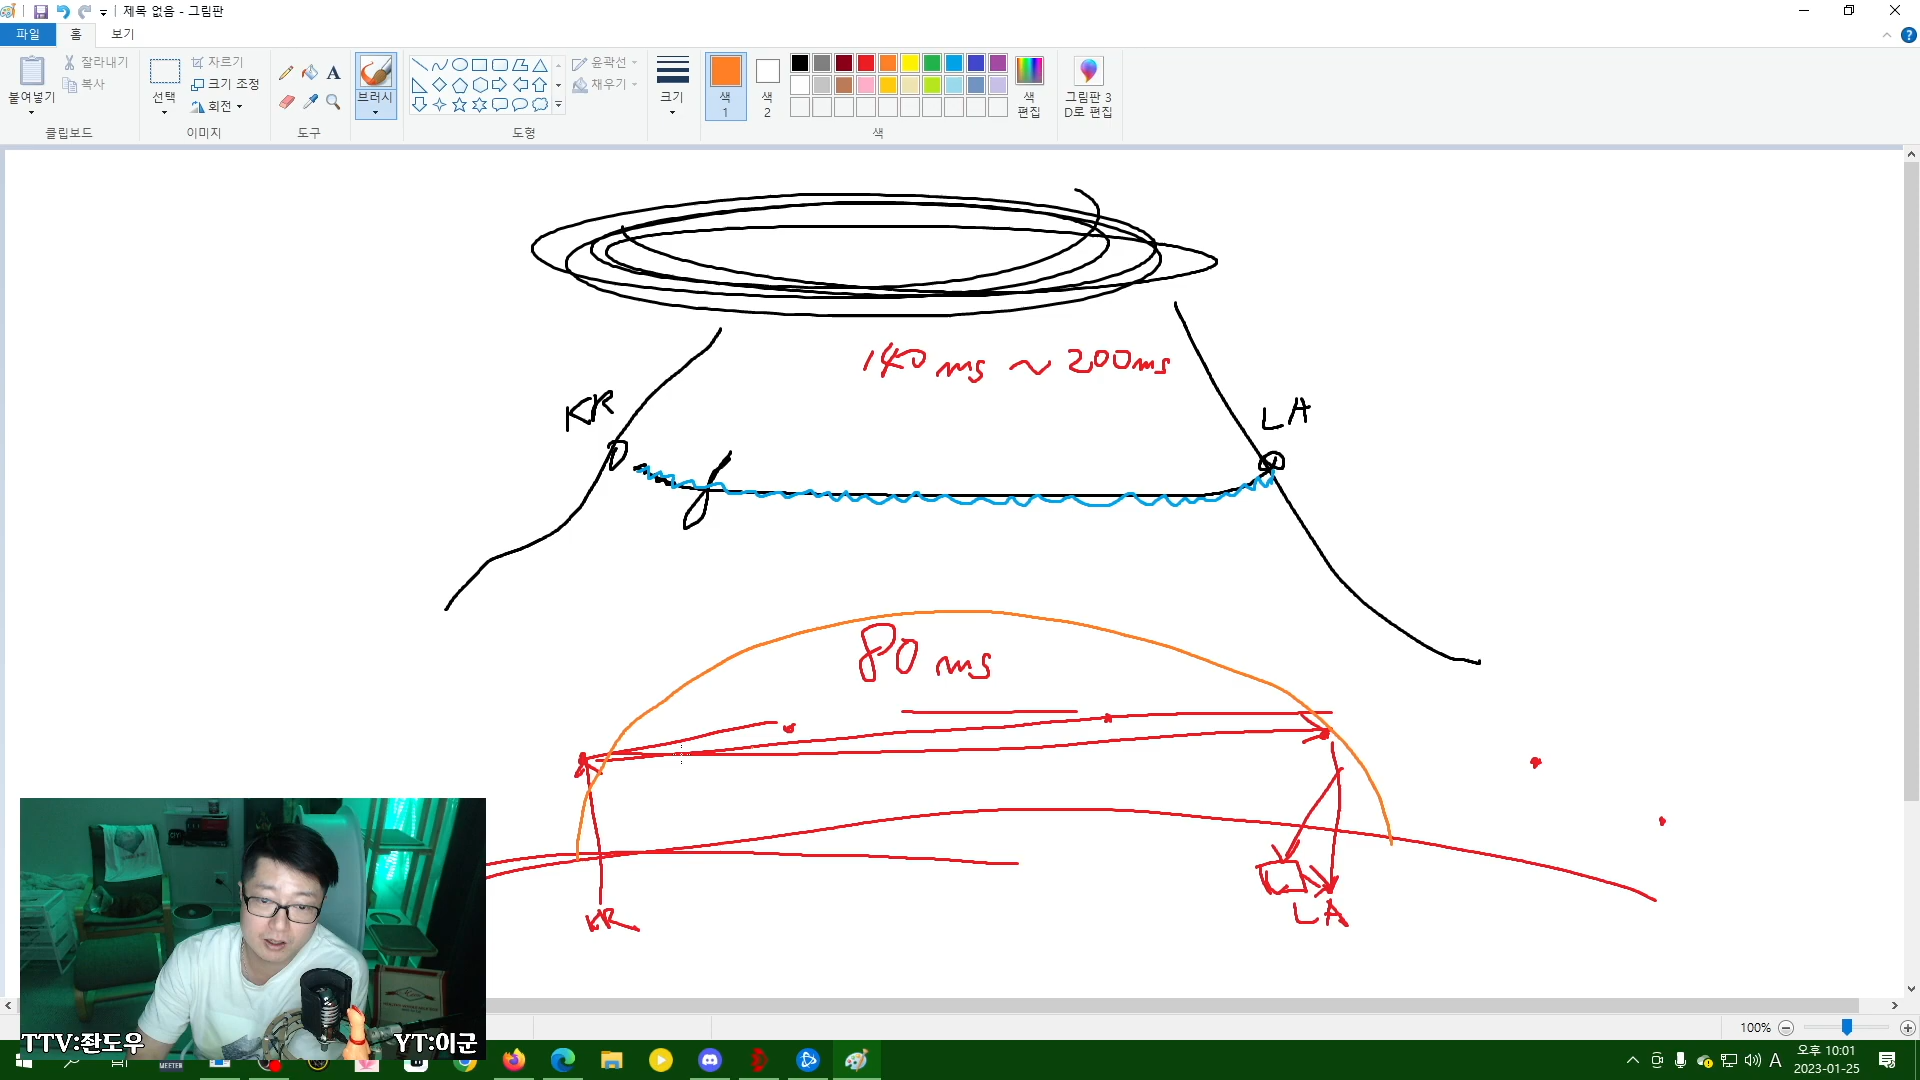 제목 없음 - 그림판
파일 홈 보기
붙여넣기
잘라내기
복사
클립보드
선택
자르기
크기 조정
회전
이미지
A
도구
브러시
윤곽선
채우기
도형
크기
색
1
색
2
색
편집
색
그림판 3
D로 편집
140ms ~ 200ms
KR
LA
80ms
KR
LA
TTV:좐도우 YT:이군
100%
A
오후 10:01
2023-01-25